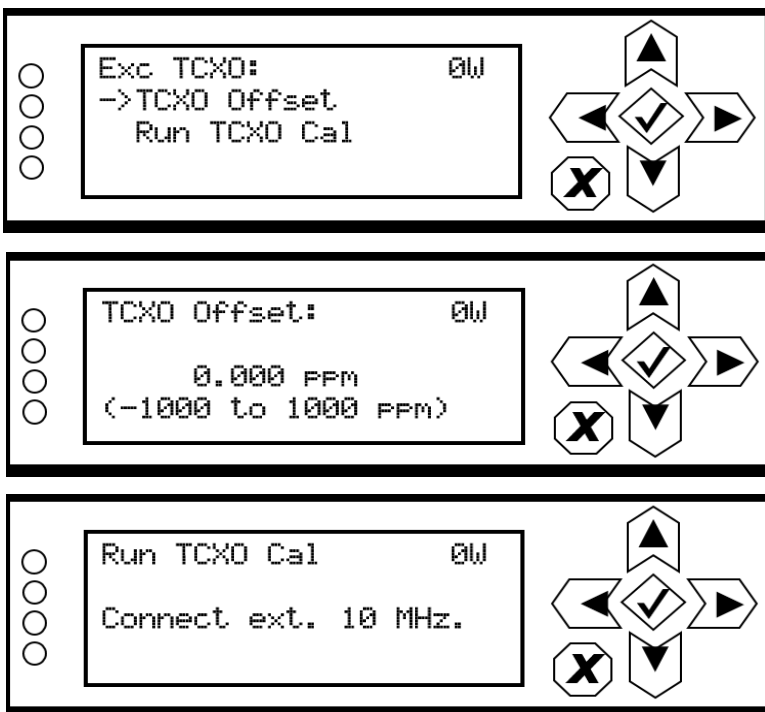 Exc TCXO: 0W
->TCXO Offset
Run TCXO Cal
TCXO Offset: 0W
0.000 ppm
(-1000 to 1000 ppm)
Run TCXO Cal 0W
Connect ext. 10 MHz.